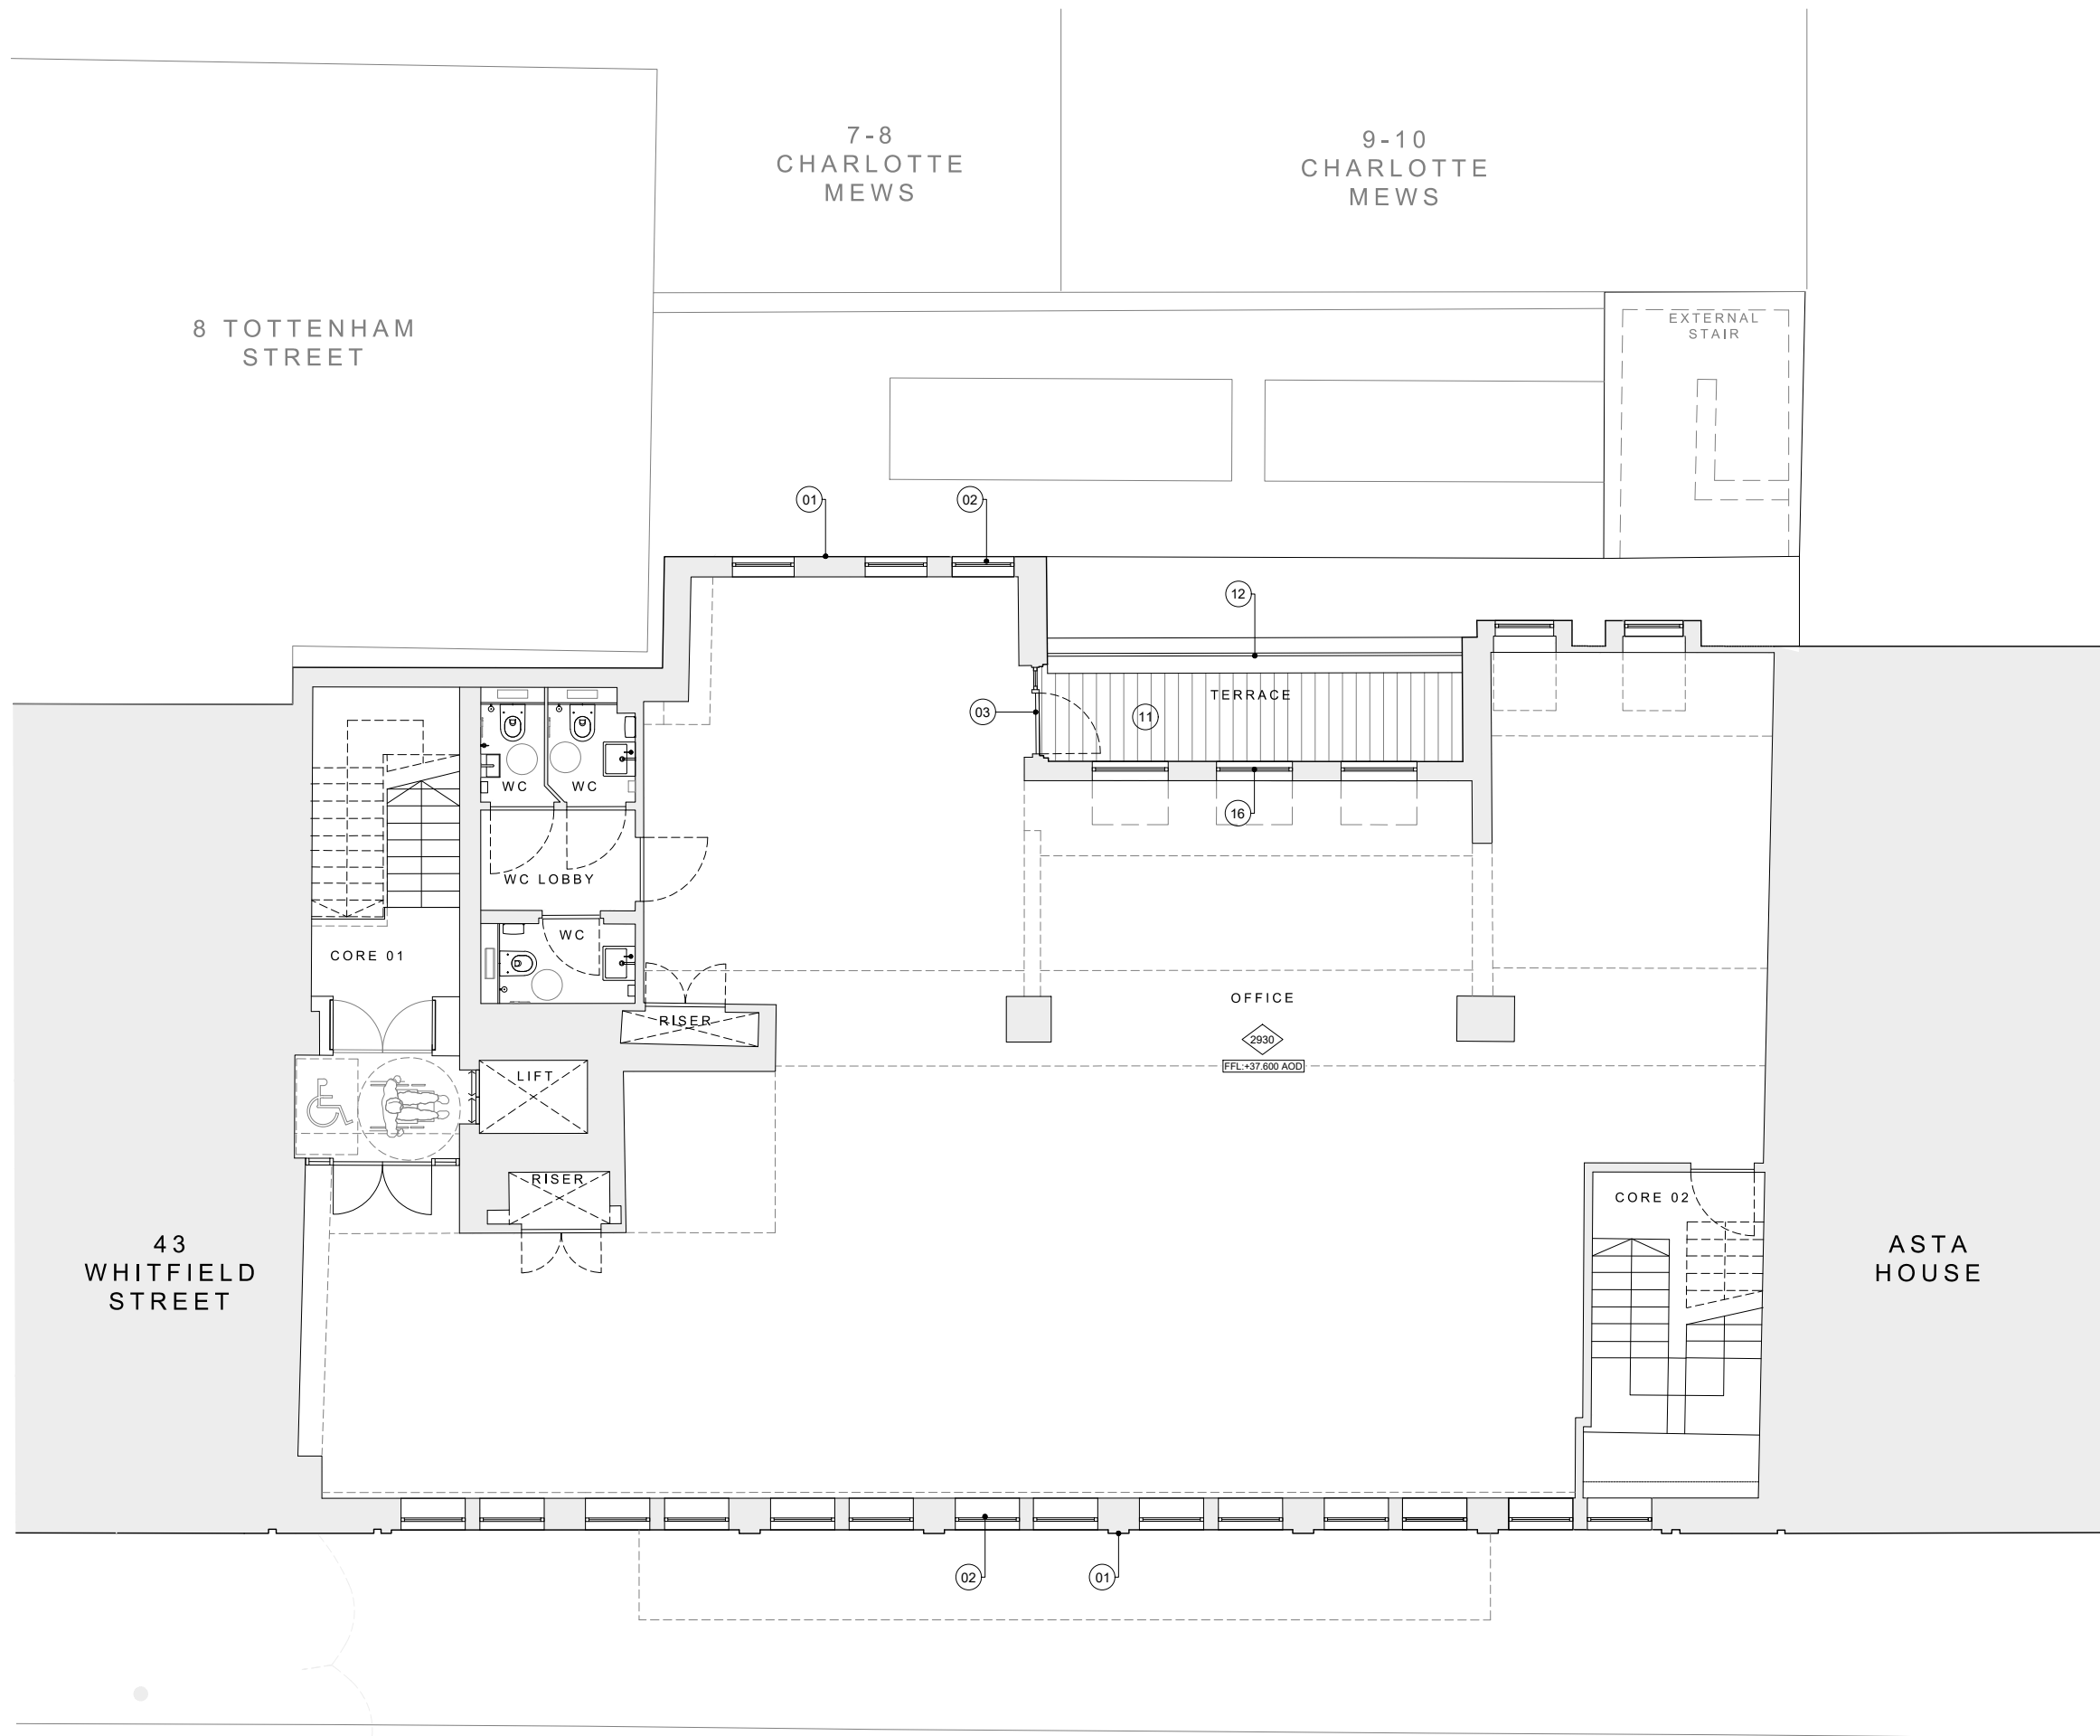 7-8
CHARLOTTE
MEWS
9-10
CHARLOTTE
MEWS
8 TOTTENHAM
STREET
EXTERNAL
STAIR
01
02
12
TERRACE
03
11
16
WC
WC
WC LOBBY
WC
CORE 01
OFFICE
RISER
2930
FFL:+37.600 AOD
LIFT
RISER
CORE 02
43
WHITFIELD
STREET
ASTA
HOUSE
02
01